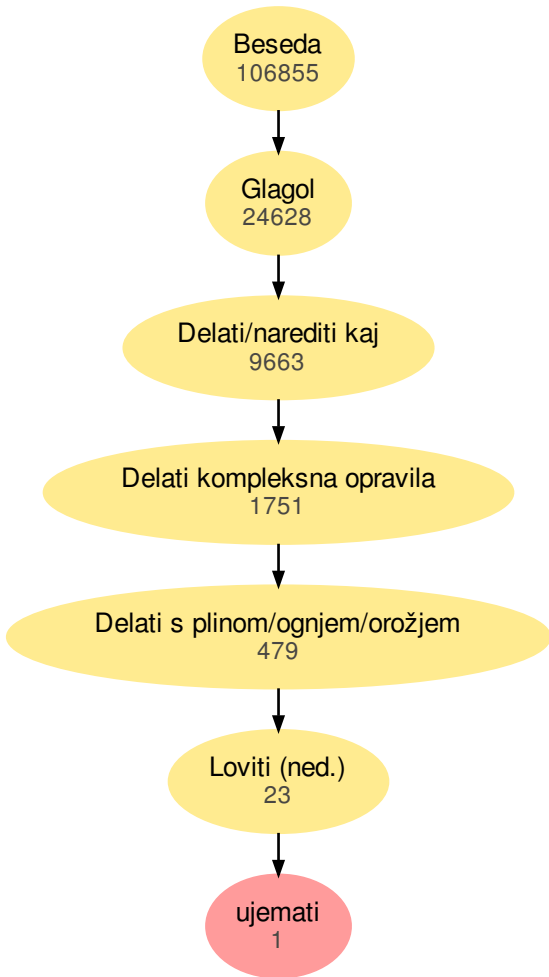 Beseda
106855
Glagol
24628
Delati/narediti kaj
9663
Delati kompleksna opravila
1751
Delati s plinom/ognjem/orožjem
479
Loviti (ned.)
23
ujemati
1